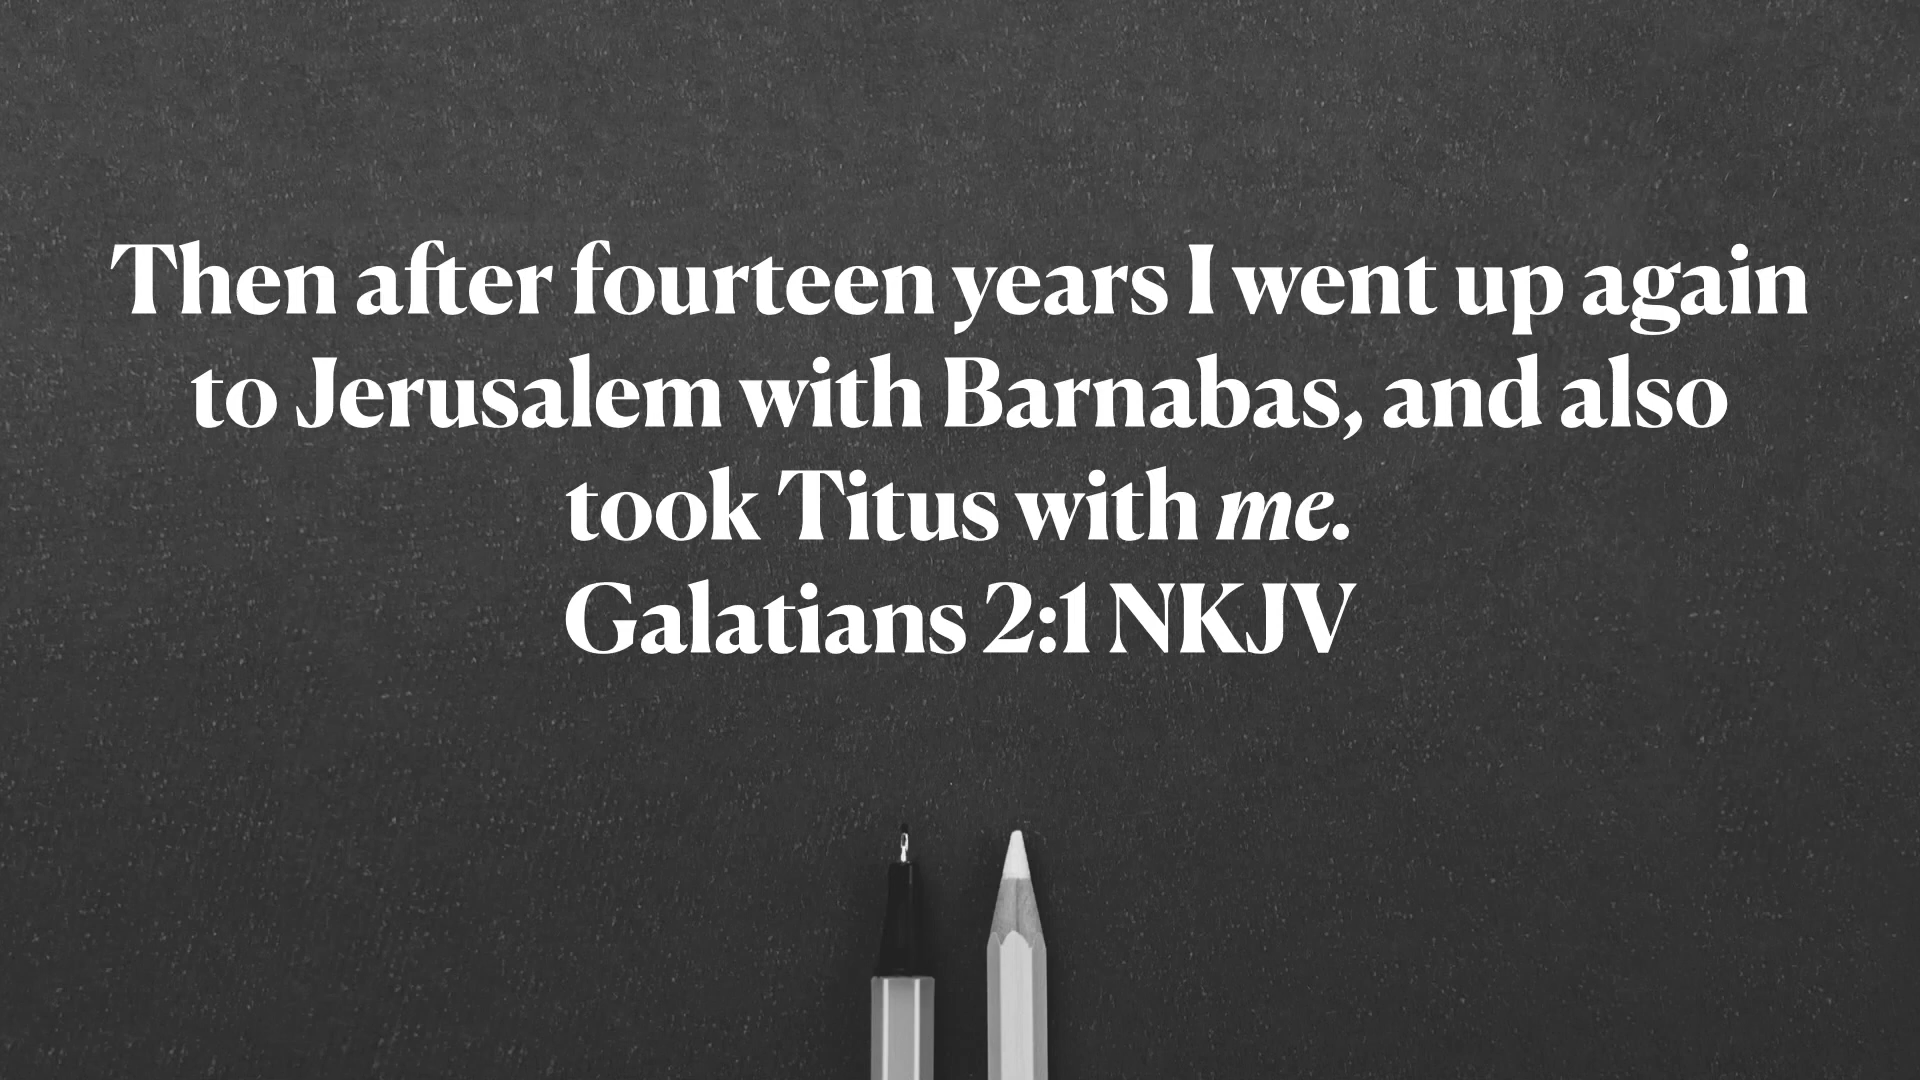 Then after fourteen years I went up again
to Jerusalem with Barnabas, and also
took Titus with me.
Galatians 2:1 NKJV